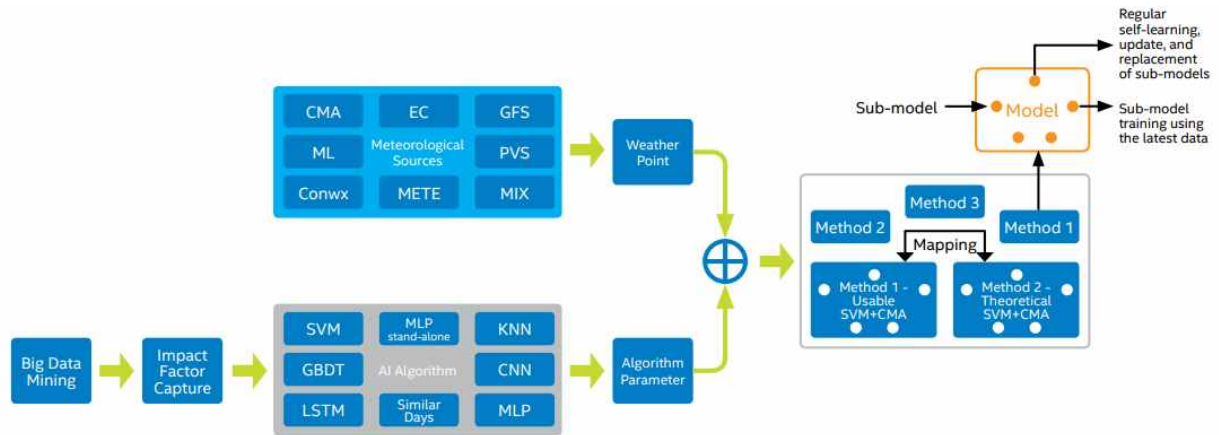 Regular
self-learning,
update, and
replacement
of sub-models
Sub-model
Model
Sub-model
training using
the latest data
CMA
EC
GFS
ML
Meteorological
Sources
PVS
Conwx
METE
MIX
Weather
Point
Method 3
Method 2
Method 1
Mapping
Method 1 -
Usable
SVM+CMA
Method 2 -
Theoretical
SVM+CMA
Big Data
Mining
Impact
Factor
Capture
SVM
MLP
stand-alone
KNN
GBDT
AI Algorithm
CNN
LSTM
Similar
Days
MLP
Algorithm
Parameter